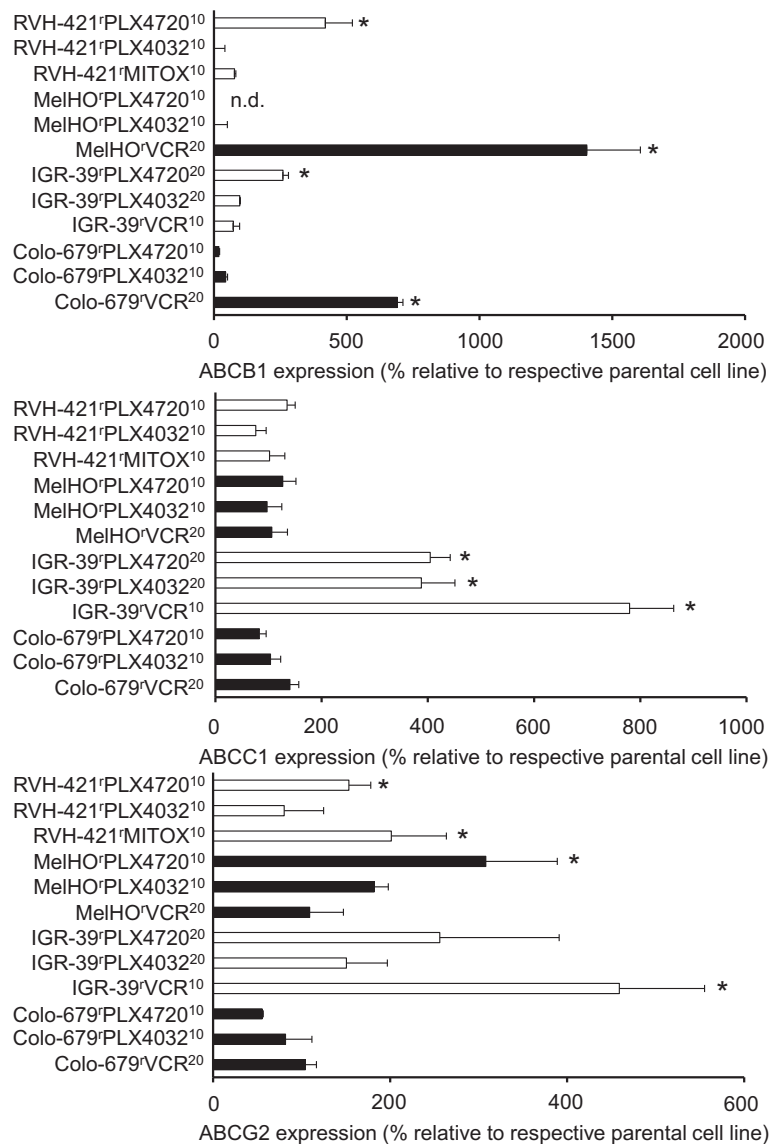 RVH-421ʳPLX4720¹⁰
*
RVH-421ʳPLX4032¹⁰
RVH-421ʳMITOX¹⁰
MelHOʳPLX4720¹⁰ n.d.
MelHOʳPLX4032¹⁰
MelHOʳVCR²⁰
*
IGR-39ʳPLX4720²⁰
*
IGR-39ʳPLX4032²⁰
IGR-39ʳVCR¹⁰
Colo-679ʳPLX4720¹⁰
Colo-679ʳPLX4032¹⁰
Colo-679ʳVCR²⁰
*
0 500 1000 1500 2000
ABCB1 expression (% relative to respective parental cell line)
RVH-421ʳPLX4720¹⁰
RVH-421ʳPLX4032¹⁰
RVH-421ʳMITOX¹⁰
MelHOʳPLX4720¹⁰
MelHOʳPLX4032¹⁰
MelHOʳVCR²⁰
IGR-39ʳPLX4720²⁰
*
IGR-39ʳPLX4032²⁰
*
IGR-39ʳVCR¹⁰
*
Colo-679ʳPLX4720¹⁰
Colo-679ʳPLX4032¹⁰
Colo-679ʳVCR²⁰
0 200 400 600 800 1000
ABCC1 expression (% relative to respective parental cell line)
RVH-421ʳPLX4720¹⁰
*
RVH-421ʳPLX4032¹⁰
RVH-421ʳMITOX¹⁰
*
MelHOʳPLX4720¹⁰
*
MelHOʳPLX4032¹⁰
MelHOʳVCR²⁰
IGR-39ʳPLX4720²⁰
IGR-39ʳPLX4032²⁰
IGR-39ʳVCR¹⁰
*
Colo-679ʳPLX4720¹⁰
Colo-679ʳPLX4032¹⁰
Colo-679ʳVCR²⁰
0 200 400 600
ABCG2 expression (% relative to respective parental cell line)